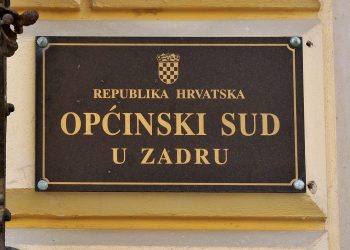 REPUBLIKA HRVATSKA
OPĆINSKI SUD
U ZADRU